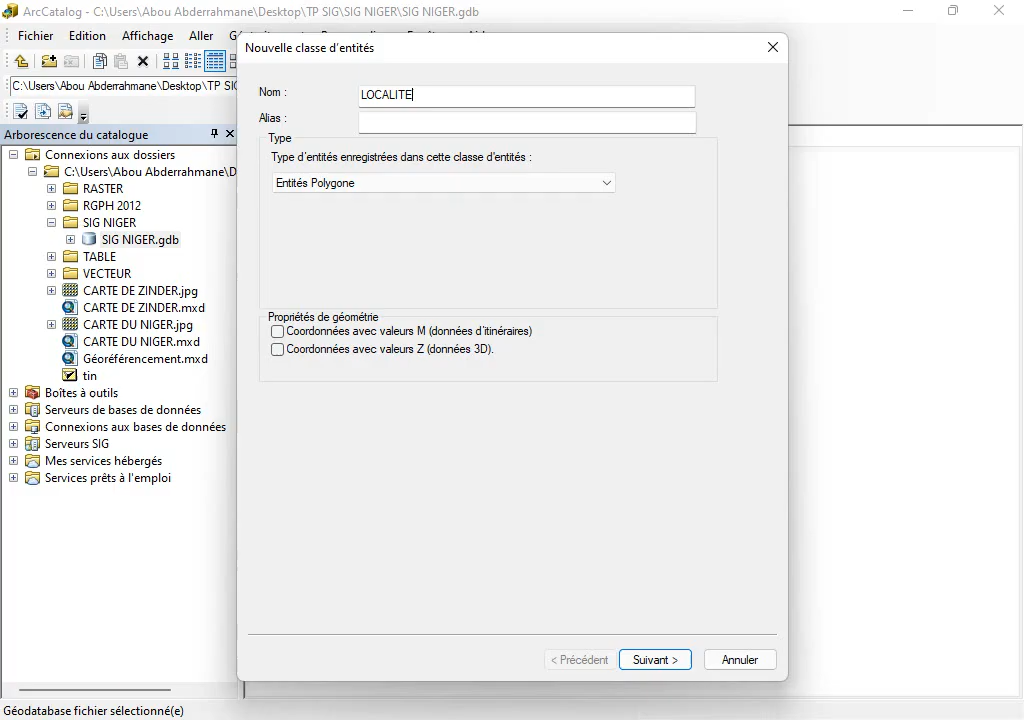 ArcCatalog - C:\Users\Abou Abderrahmane\Desktop\TP SIG\SIG NIGER\SIG NIGER.gdb
Fichier Edition Affichage Aller
Nouvelle classe d'entités
C:\Users\Abou Abderrahmane\Desktop\TP SIG
Arborescence du catalogue
Connexions aux dossiers
C:\Users\Abou Abderrahmane\D
RASTER
RGPH 2012
SIG NIGER
SIG NIGER.gdb
TABLE
VECTEUR
CARTE DE ZINDER.jpg
CARTE DE ZINDER.mxd
CARTE DU NIGER.jpg
CARTE DU NIGER.mxd
Géoréférencement.mxd
tin
Boîtes à outils
Serveurs de bases de données
Connexions aux bases de données
Serveurs SIG
Mes services hébergés
Services prêts à l'emploi
Nom :
LOCALITE
Alias :
Type
Type d'entités enregistrées dans cette classe d'entités :
Entités Polygone
Propriétés de géométrie
Coordonnées avec valeurs M (données d'itinéraires)
Coordonnées avec valeurs Z (données 3D).
< Précédent
Suivant >
Annuler
Géodatabase fichier sélectionné(e)